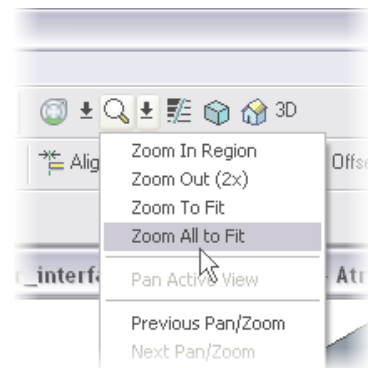 3D
Zoom In Region
Alig
Offs
Zoom Out (2x)
Zoom To Fit
Zoom All to Fit
r_interf
Pan Active View
Atr
Previous Pan/Zoom
Next Pan/Zoom